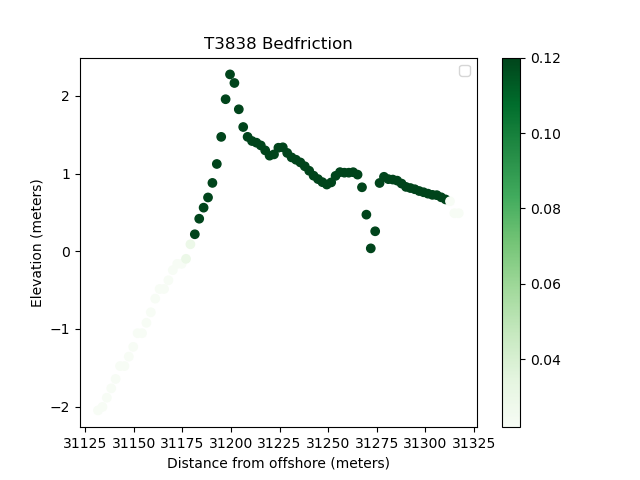 T3838 Bedfriction
Elevation (meters)
2
1
0
−1
−2
31125 31150 31175 31200 31225 31250 31275 31300 31325
Distance from offshore (meters)
0.12
0.10
0.08
0.06
0.04